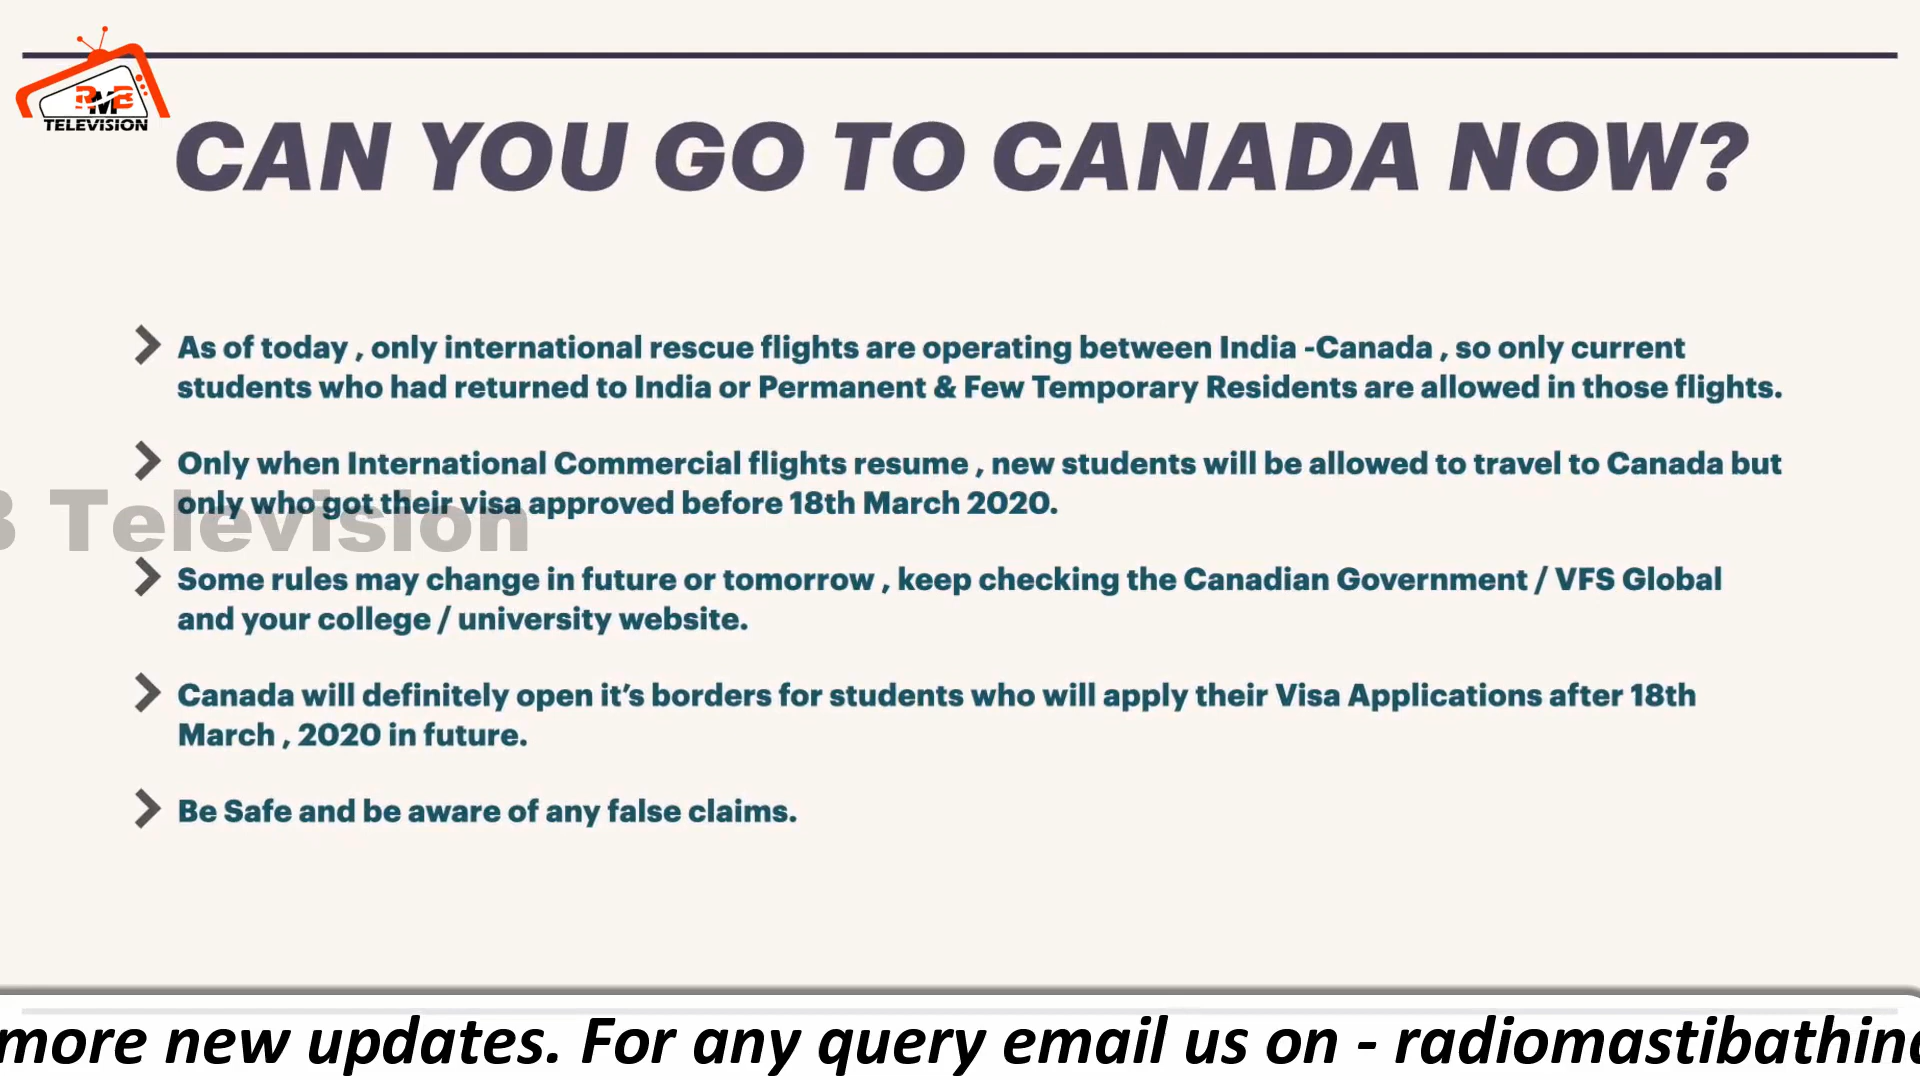 RMB
TELEVISION
CAN YOU GO TO CANADA NOW?
As of today , only international rescue flights are operating between India -Canada , so only current
students who had returned to India or Permanent & Few Temporary Residents are allowed in those flights.
Only when International Commercial flights resume , new students will be allowed to travel to Canada but
only who got their visa approved before 18th March 2020.
B Television
Some rules may change in future or tomorrow , keep checking the Canadian Government / VFS Global
and your college / university website.
Canada will definitely open it’s borders for students who will apply their Visa Applications after 18th
March , 2020 in future.
Be Safe and be aware of any false claims.
more new updates. For any query email us on - radiomastibathin